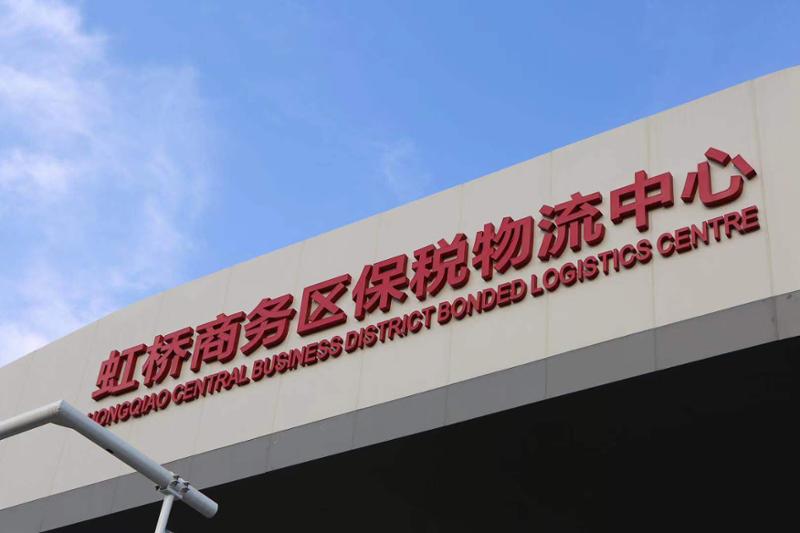 虹桥商务区保税物流中心
HONGQIAO CENTRAL BUSINESS DISTRICT BONDED LOGISTICS CENTRE